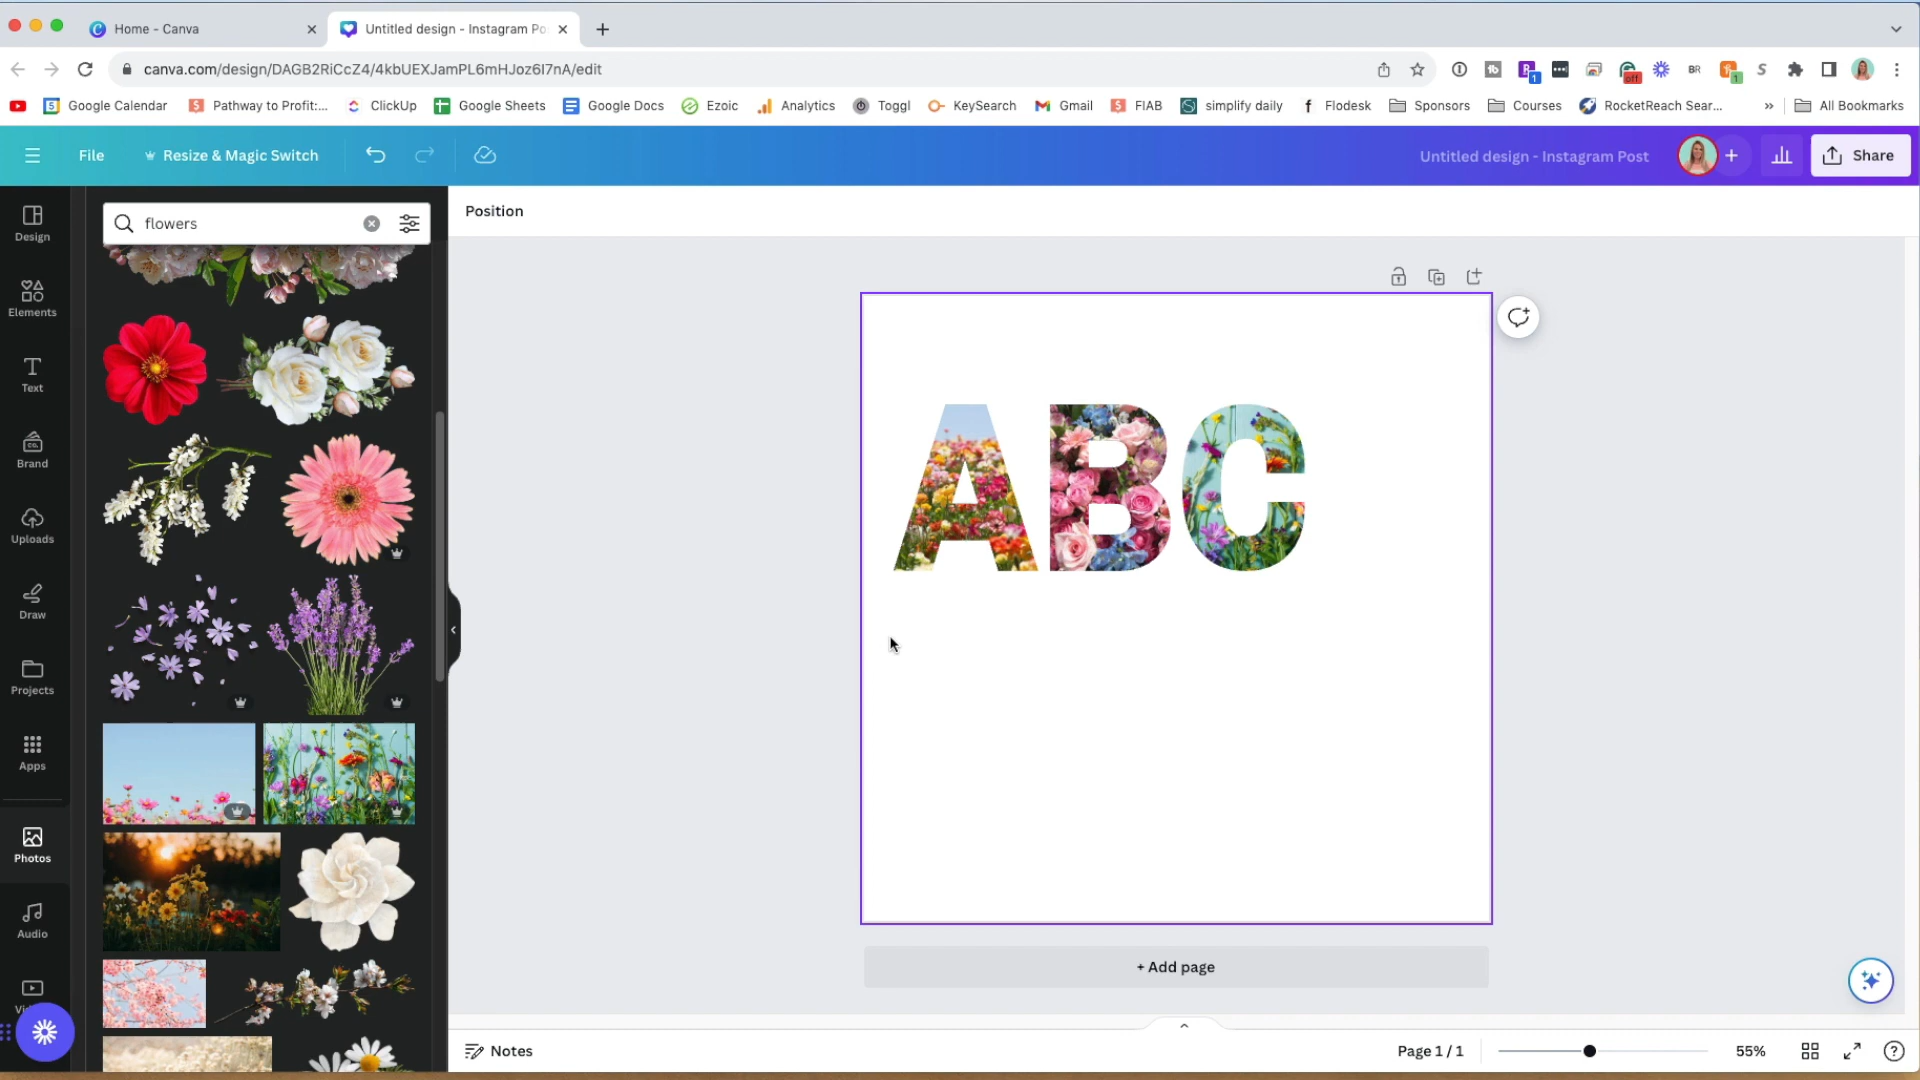 Home - Canva
Untitled design - Instagram Po
canva.com/design/DAGB2RiCcZ4/4kbUEXJamPL6mHJoz6I7nA/edit
Google Calendar
Pathway to Profit:...
ClickUp
Google Sheets
Google Docs
Ezoic
Analytics
Toggl
KeySearch
Gmail
FIAB
simplify daily
Flodesk
Sponsors
Courses
RocketReach Sear...
»
All Bookmarks
File
Resize & Magic Switch
Untitled design - Instagram Post
Share
flowers
Position
Design
Elements
Text
Brand
Uploads
Draw
Projects
Apps
Photos
Audio
ABC
+ Add page
Notes
Page 1 / 1
55%